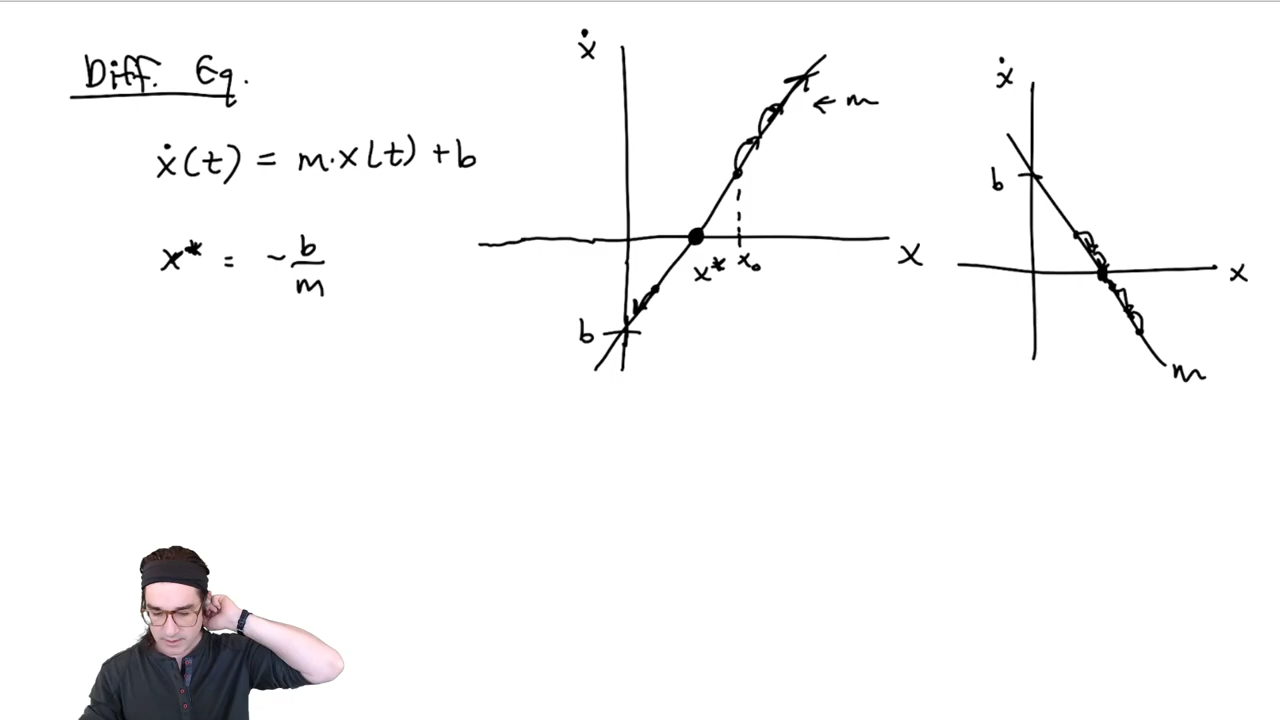 Diff. Eq.
ẋ(t) = m·x(t) + b
x* = -b/m
ẋ
← m
x
x*
x₀
b
ẋ
b
x
m